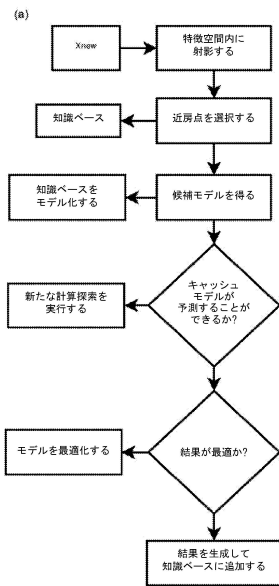 (a)
Xnew
特徴空間内に
射影する
知識ベース
近房点を選択する
知識ベースを
モデル化する
候補モデルを得る
キャッシュ
モデルが
予測することが
できるか?
新たな計算探索を
実行する
結果が最適か?
モデルを最適化する
結果を生成して
知識ベースに追加する